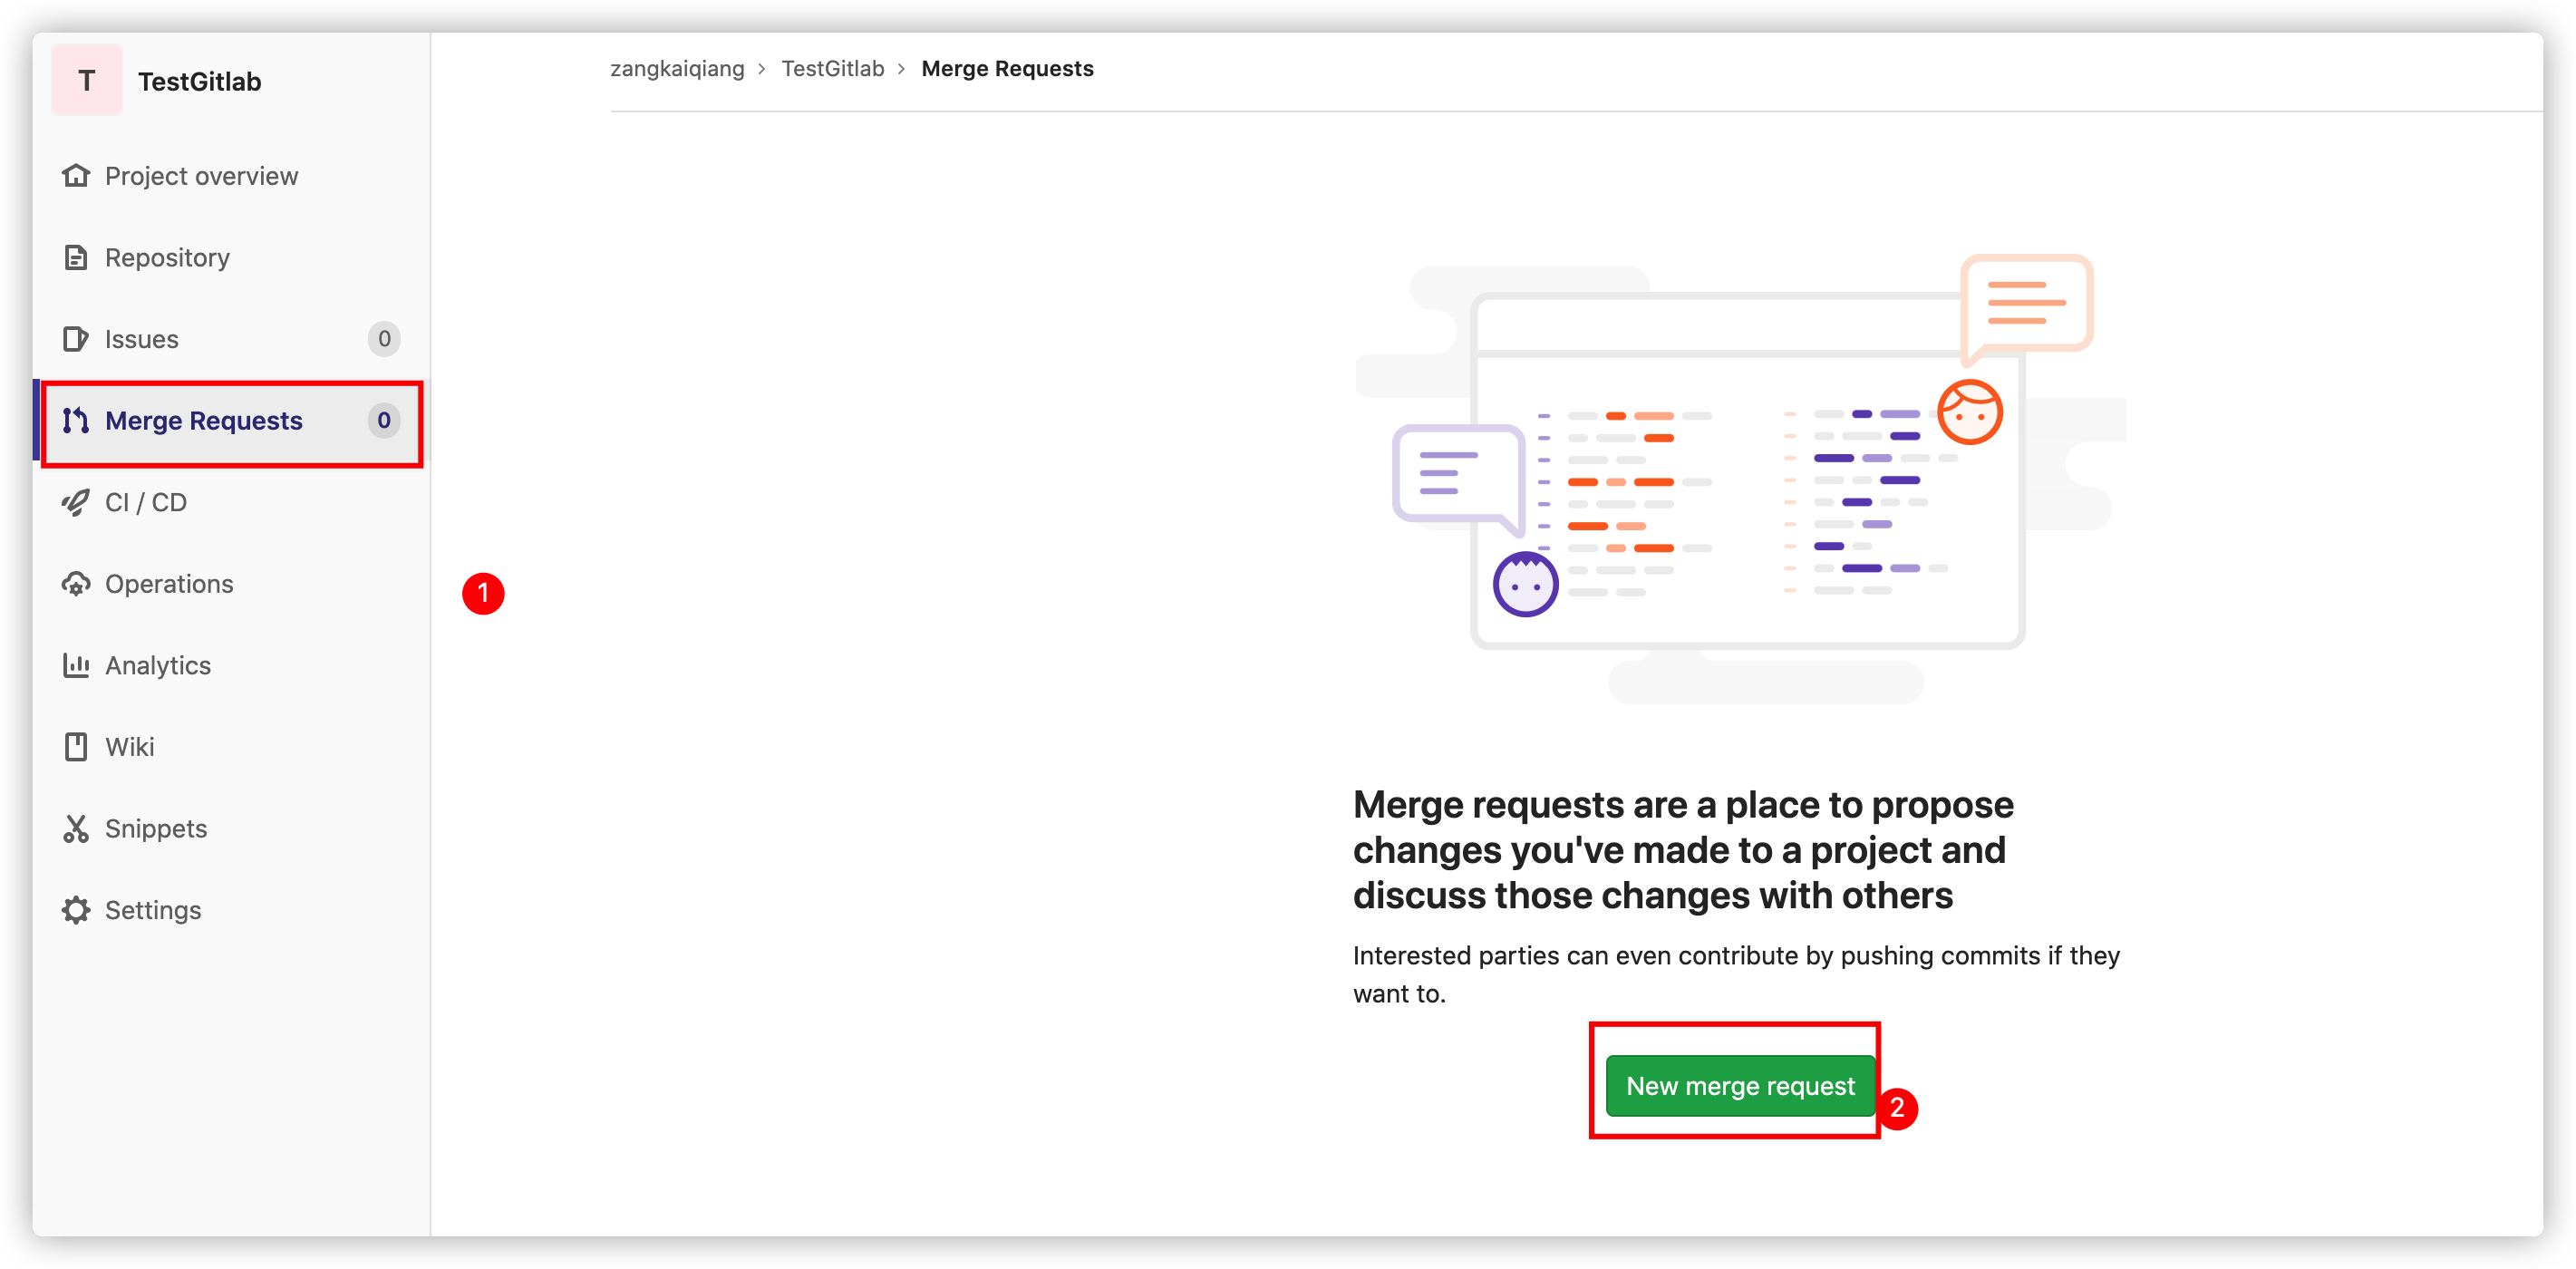 T TestGitlab
zangkaiqiang > TestGitlab > Merge Requests
Project overview
Repository
Issues 0
Merge Requests 0
CI / CD
Operations
Analytics
Wiki
Snippets
Settings
1
Merge requests are a place to propose
changes you've made to a project and
discuss those changes with others
Interested parties can even contribute by pushing commits if they
want to.
New merge request
2